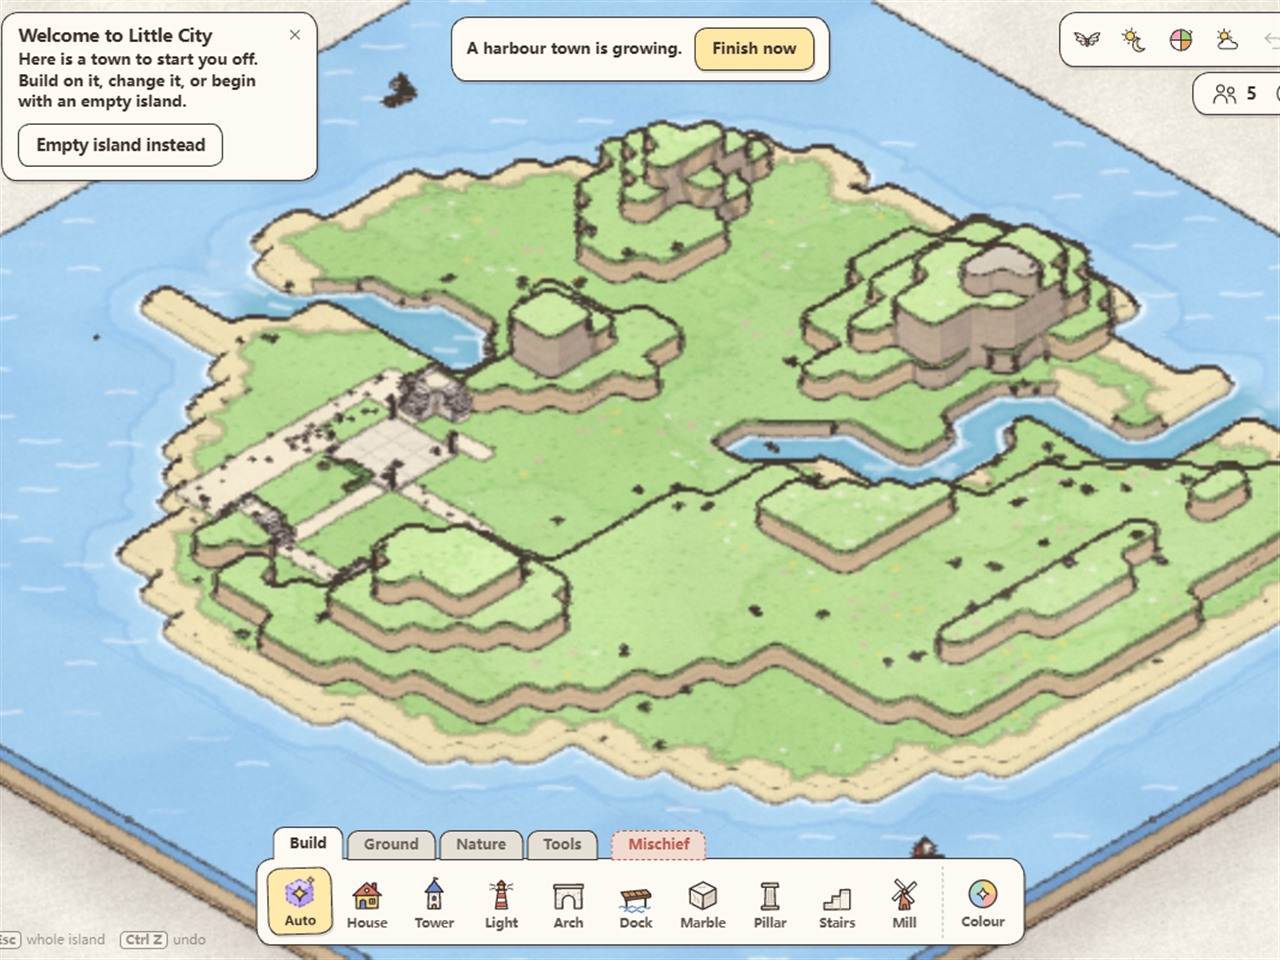 Welcome to Little City
Here is a town to start you off.
Build on it, change it, or begin
with an empty island.
Empty island instead
A harbour town is growing.
Finish now
5
Build
Ground
Nature
Tools
Mischief
Auto
House
Tower
Light
Arch
Dock
Marble
Pillar
Stairs
Mill
Colour
Esc whole island Ctrl Z undo